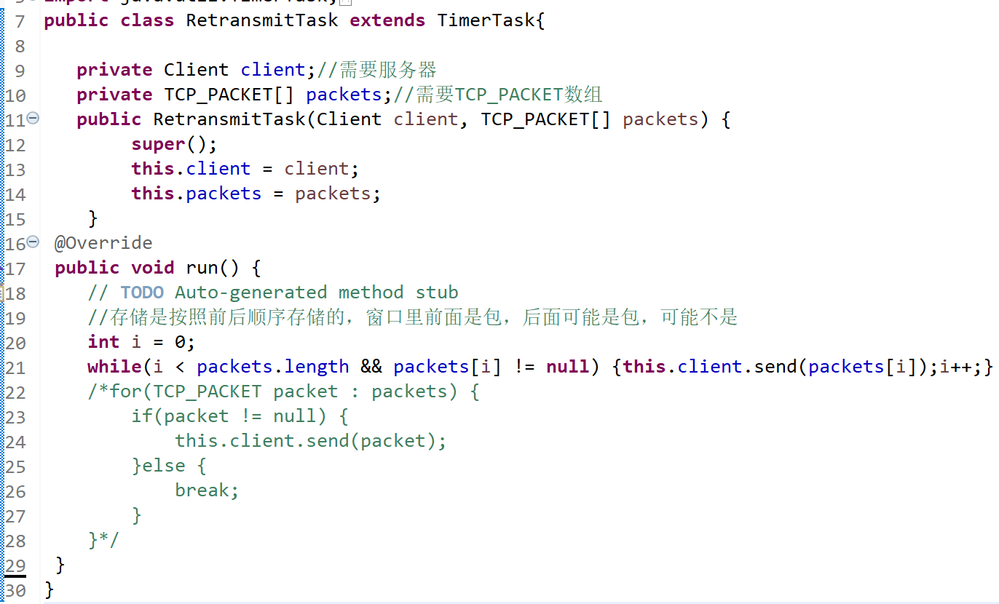 7 public class RetransmitTask extends TimerTask{
8
9 private Client client;//需要服务器
10 private TCP_PACKET[] packets;//需要TCP_PACKET数组
11 public RetransmitTask(Client client, TCP_PACKET[] packets) {
12 super();
13 this.client = client;
14 this.packets = packets;
15 }
16 @Override
17 public void run() {
18 // TODO Auto-generated method stub
19 //存储是按照前后顺序存储的，窗口里前面是包，后面可能是包，可能不是
20 int i = 0;
21 while(i < packets.length && packets[i] != null) {this.client.send(packets[i]);i++;}
22 /*for(TCP_PACKET packet : packets) {
23 if(packet != null) {
24 this.client.send(packet);
25 }else {
26 break;
27 }
28 }*/
29 }
30 }